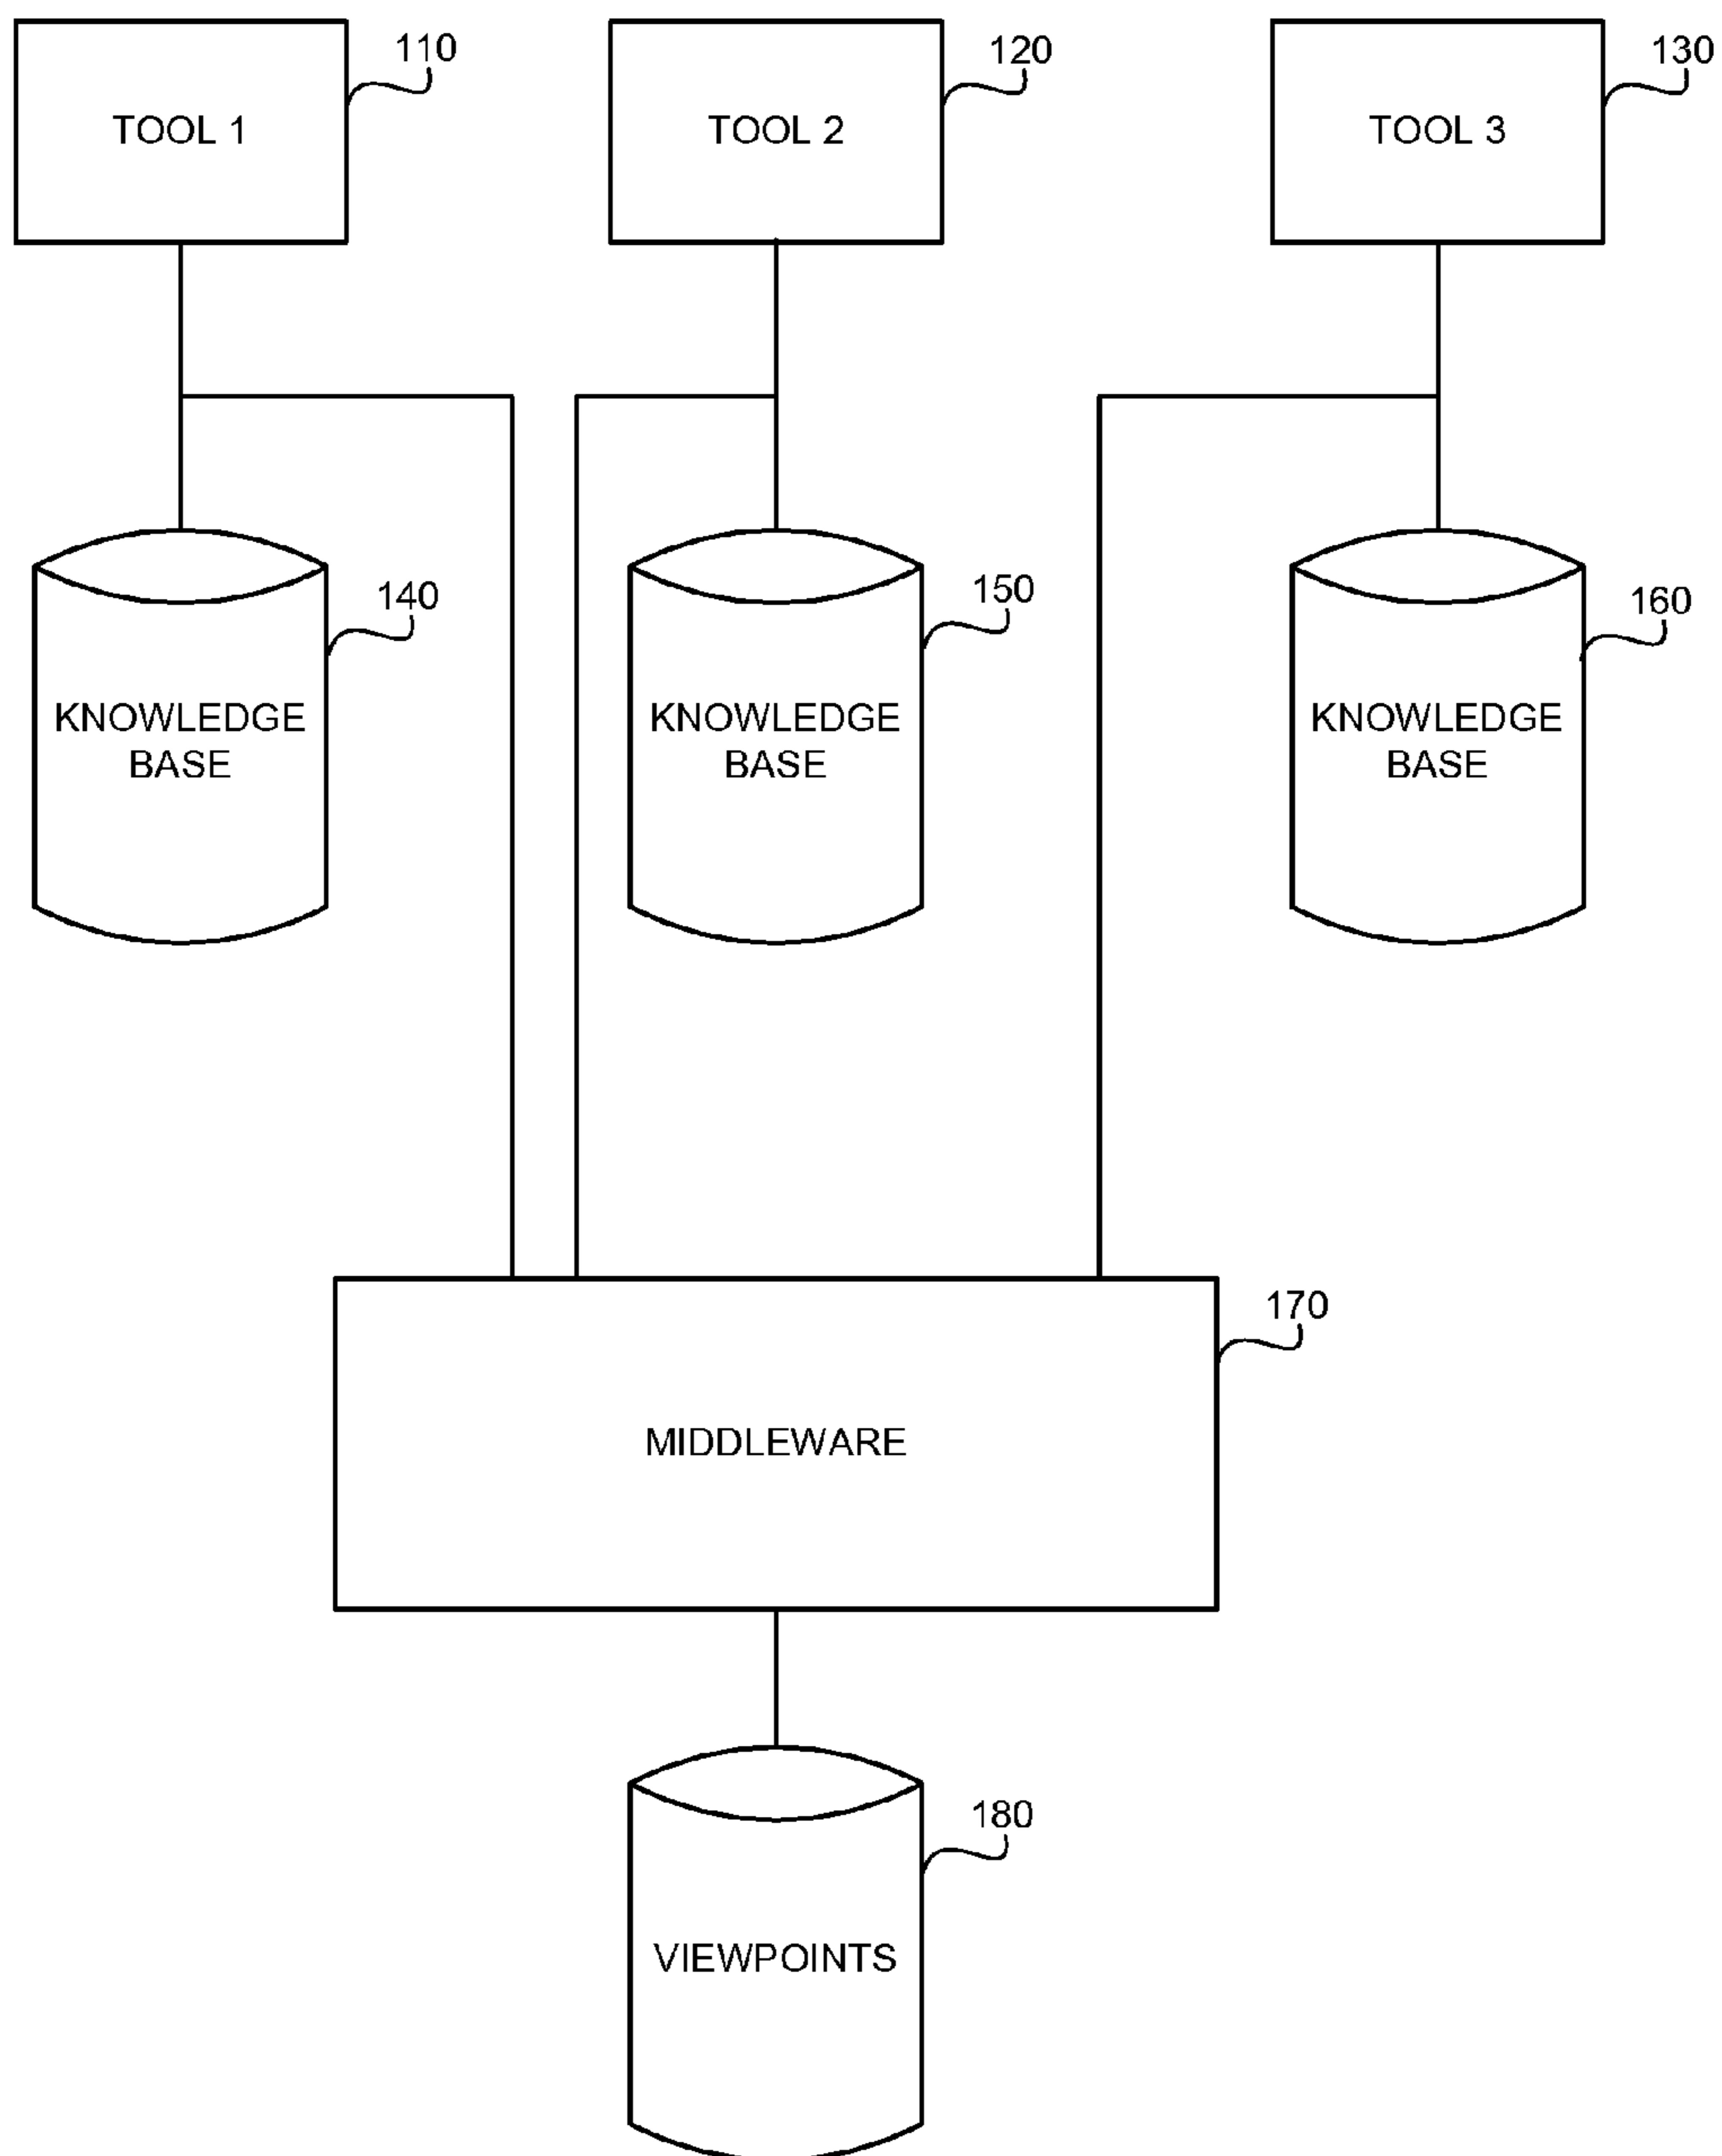 110
120
130
TOOL 1
TOOL 2
TOOL 3
140
150
160
KNOWLEDGE
BASE
KNOWLEDGE
BASE
KNOWLEDGE
BASE
170
MIDDLEWARE
180
VIEWPOINTS